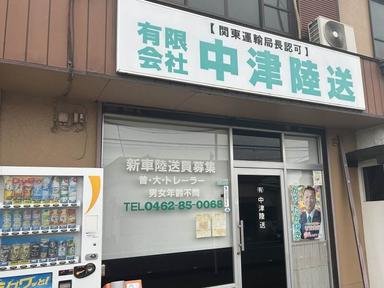 【関東運輸局長認可】
有限会社 中津陸送
新車陸送員募集
普・大・トレーラー
男女年齢不問
TEL0462-85-0068
㈲中津陸送